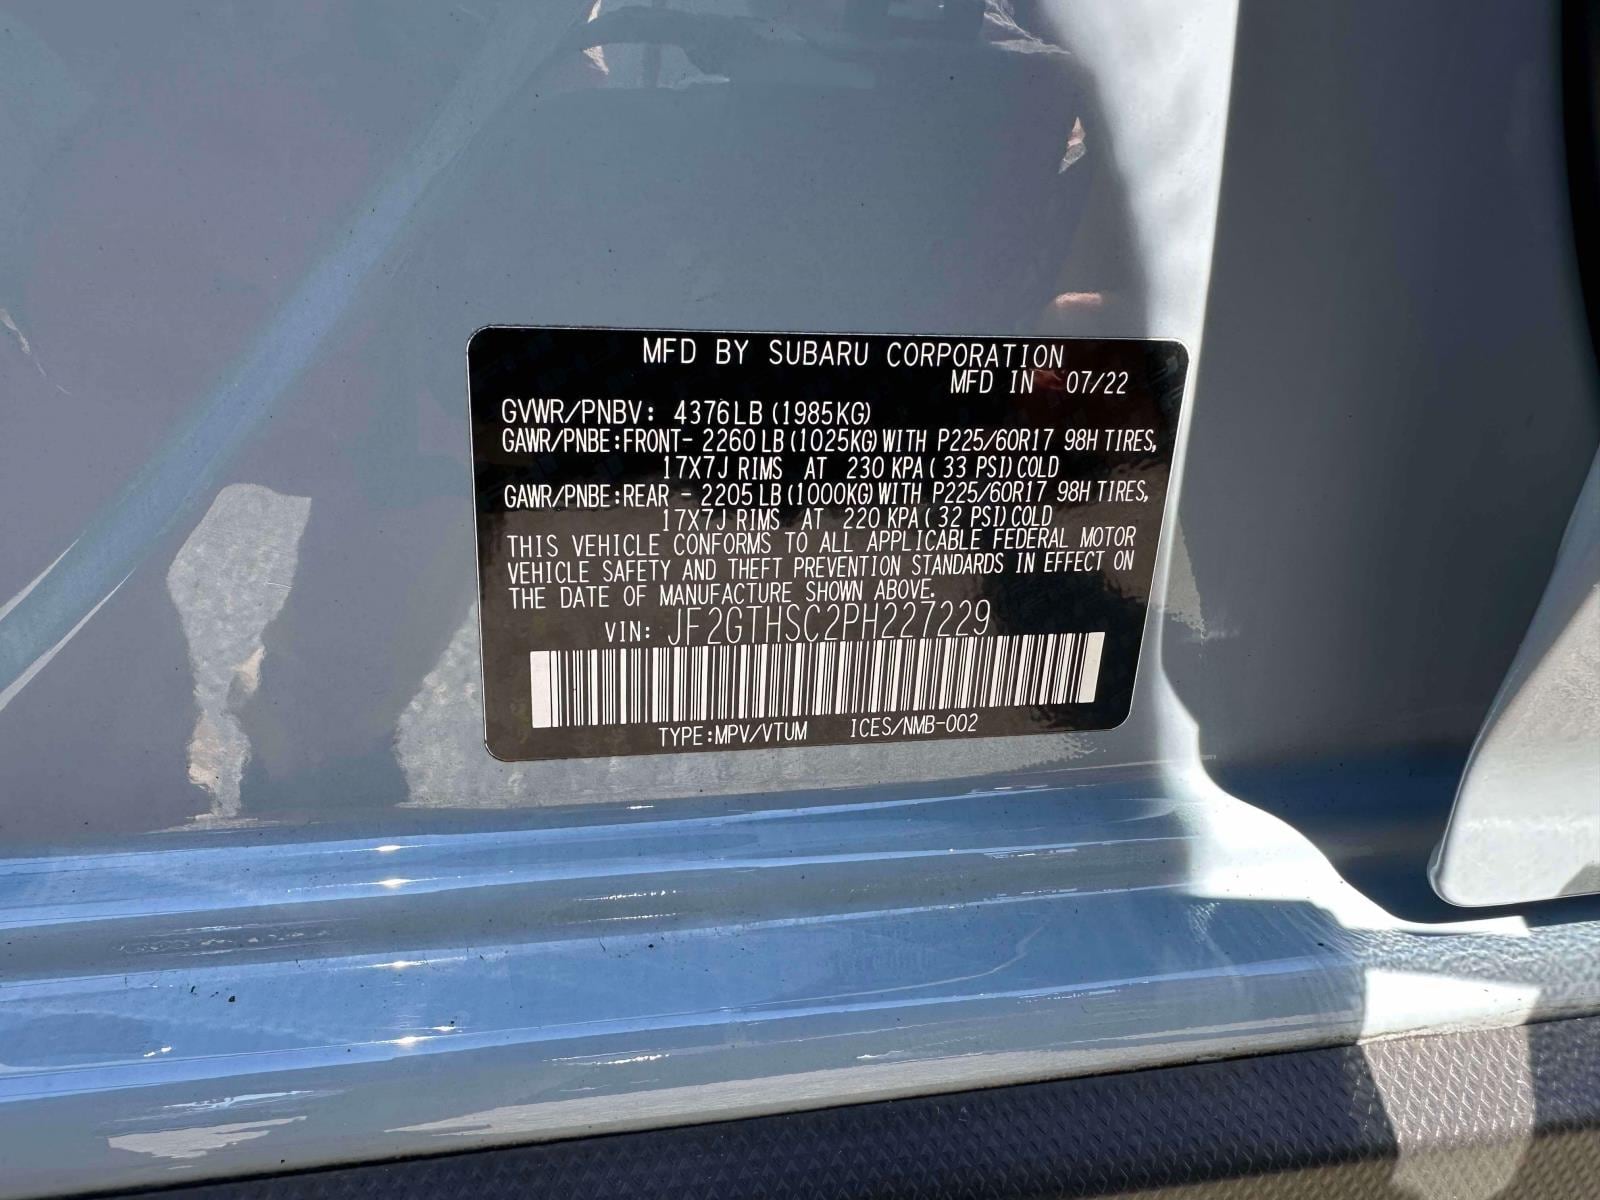 MFD BY SUBARU CORPORATION
MFD IN 07/22
GVWR/PNBV: 4376LB (1985KG)
GAWR/PNBE:FRONT- 2260 LB (1025KG) WITH P225/60R17 98H TIRES,
17X7J RIMS AT 230 KPA ( 33 PSI) COLD
GAWR/PNBE:REAR - 2205 LB (1000KG) WITH P225/60R17 98H TIRES,
17X7J RIMS AT 220 KPA ( 32 PSI) COLD
THIS VEHICLE CONFORMS TO ALL APPLICABLE FEDERAL MOTOR
VEHICLE SAFETY AND THEFT PREVENTION STANDARDS IN EFFECT ON
THE DATE OF MANUFACTURE SHOWN ABOVE.
VIN: JF2GTHSC2PH227229
TYPE:MPV/VTUM ICES/NMB-002